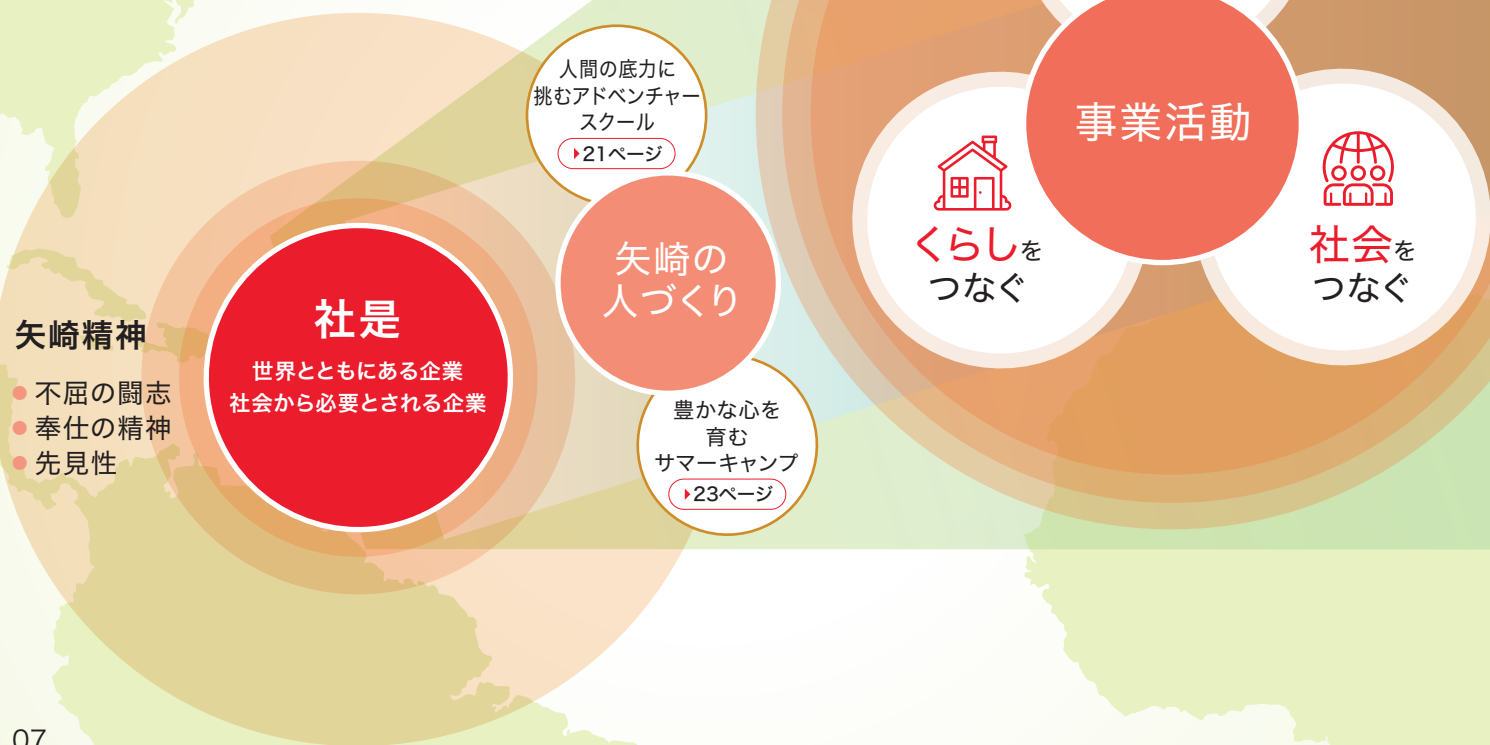 矢崎精神
不屈の闘志
奉仕の精神
先見性
社是
世界とともにある企業
社会から必要とされる企業
人間の底力に
挑むアドベンチャー
スクール
21ページ
矢崎の
人づくり
豊かな心を
育む
サマーキャンプ
23ページ
事業活動
くらしを
つなぐ
社会を
つなぐ
07